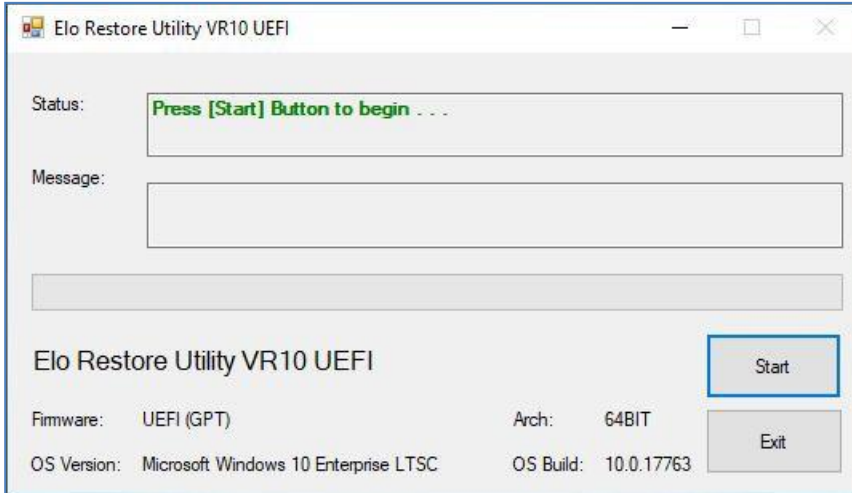 Elo Restore Utility VR10 UEFI
Status: Press [Start] Button to begin . . .
Message:
Elo Restore Utility VR10 UEFI
Start
Firmware: UEFI (GPT) Arch: 64BIT
Exit
OS Version: Microsoft Windows 10 Enterprise LTSC OS Build: 10.0.17763